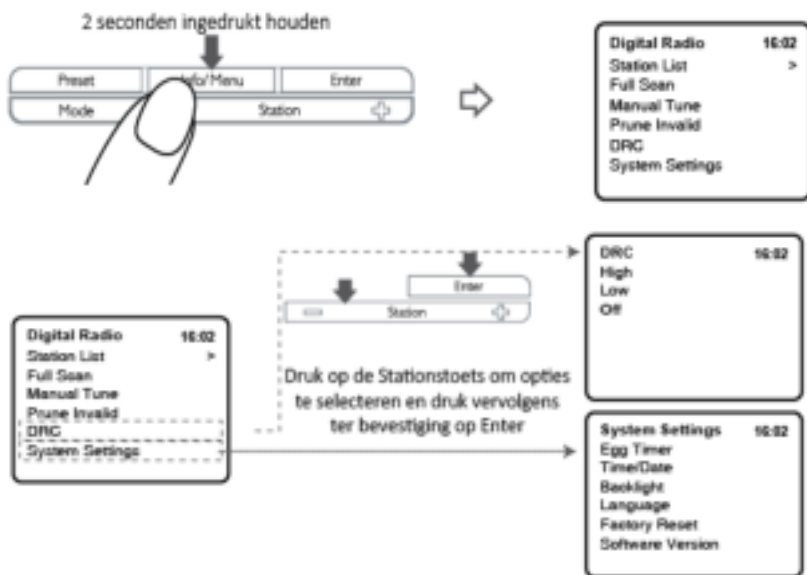 2 seconden ingedrukt houden
Preset Info/Menu Enter
Mode Station
Digital Radio 16:02
Station List >
Full Scan
Manual Tune
Prune Invalid
DRC
System Settings
DRC 16:02
High
Low
Off
Enter
Station
Digital Radio 16:02
Station List >
Full Scan
Manual Tune
Prune Invalid
DRC
System Settings
Druk op de Stationstoets om opties
te selecteren en druk vervolgens
ter bevestiging op Enter
System Settings 16:02
Egg Timer
Time/Date
Backlight
Language
Factory Reset
Software Version